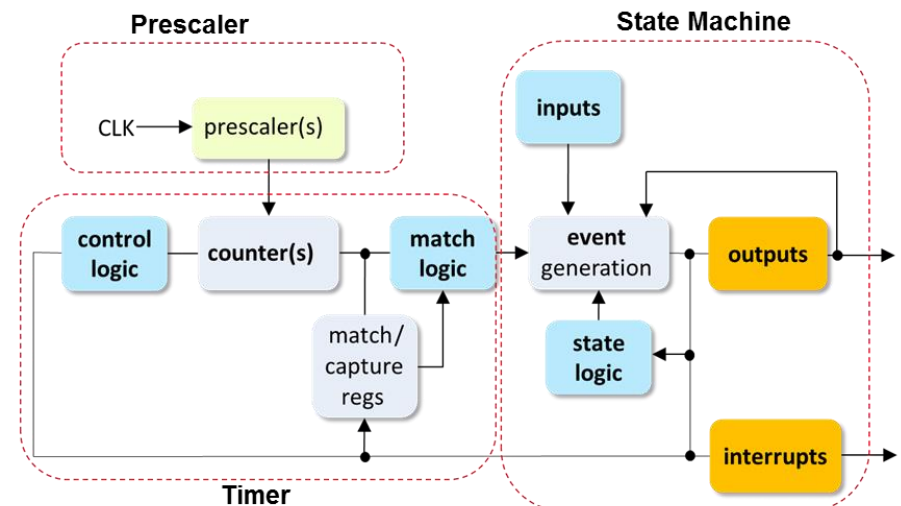 Prescaler
State Machine
CLK
prescaler(s)
inputs
control
logic
counter(s)
match
logic
event
generation
outputs
match/
capture
regs
state
logic
interrupts
Timer